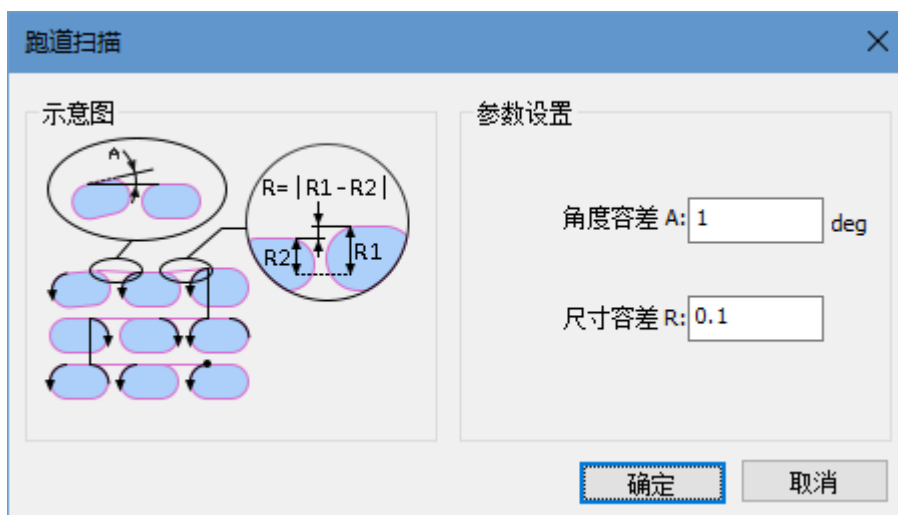 跑道扫描
示意图
A
R=|R1-R2|
R2
R1
参数设置
角度容差 A: 1 deg
尺寸容差 R: 0.1
确定
取消